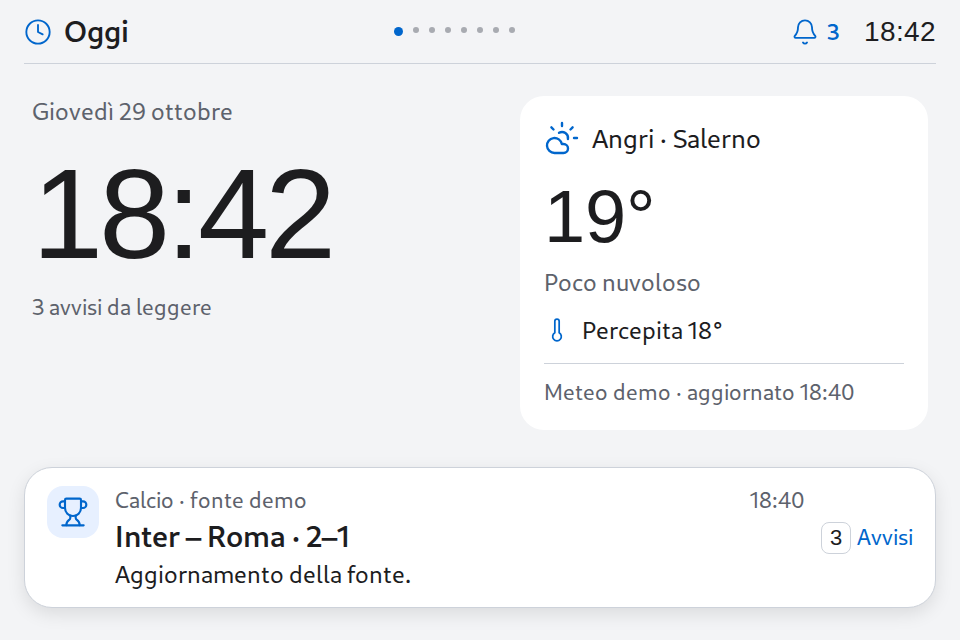 Oggi
3
18:42
Giovedì 29 ottobre
18:42
3 avvisi da leggere
Angri · Salerno
19°
Poco nuvoloso
Percepita 18°
Meteo demo · aggiornato 18:40
Calcio · fonte demo
18:40
Inter – Roma · 2–1
3 Avvisi
Aggiornamento della fonte.